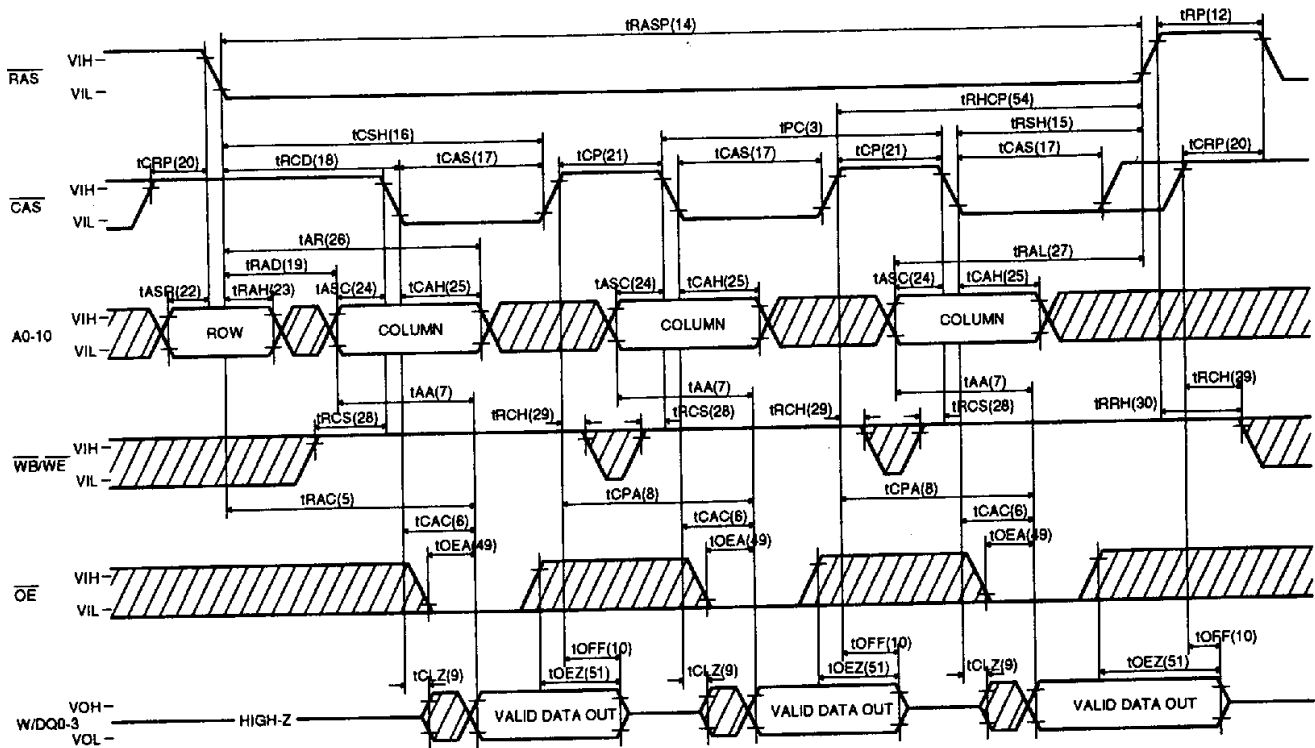 tRASP(14) tRP(12)
VIH
RAS
VIL
tRHCP(54)
tCSH(16) tPC(3) tRSH(15)
tCRP(20) tRCD(18) tCAS(17) tCP(21) tCAS(17) tCP(21) tCAS(17) tCRP(20)
VIH
CAS
VIL
tAR(26) tRAL(27)
tRAD(19)
tASR(22) tRAH(23) tASC(24) tCAH(25) tASC(24) tCAH(25) tASC(24) tCAH(25)
VIH
A0-10 ROW COLUMN COLUMN COLUMN
VIL
tAA(7) tAA(7) tAA(7)
tRCS(28) tRCH(29) tRCS(28) tRCH(29) tRCS(28) tRCH(29)
tRRH(30)
VIH
WB/WE
VIL
tRAC(5) tCPA(8) tCPA(8)
tCAC(6) tCAC(6) tCAC(6)
tOEA(49) tOEA(49) tOEA(49)
VIH
OE
VIL
tOFF(10) tOFF(10) tOFF(10)
tCLZ(9) tOEZ(51) tCLZ(9) tOEZ(51) tCLZ(9) tOEZ(51)
VOH
W/DQ0-3 HIGH-Z VALID DATA OUT VALID DATA OUT VALID DATA OUT
VOL